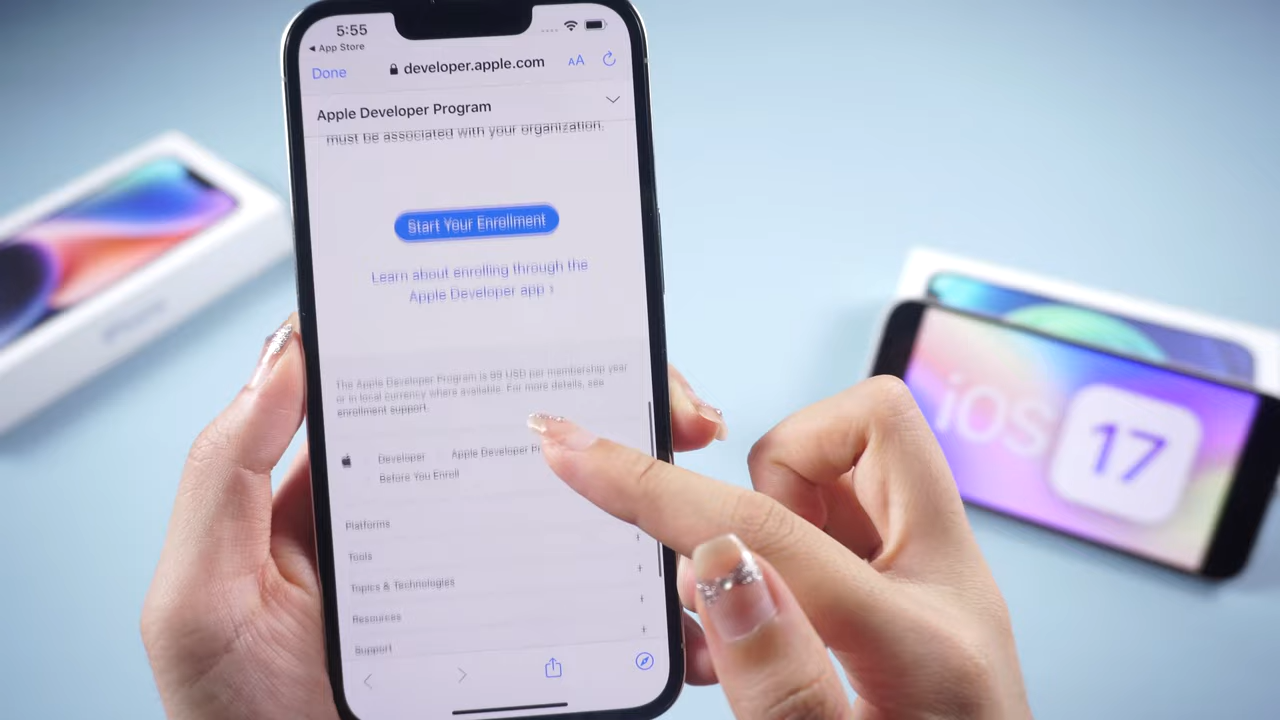 5:55
◀ App Store
Done
developer.apple.com
AA
Apple Developer Program
must be associated with your organization.
Start Your Enrollment
Learn about enrolling through the
Apple Developer app ›
The Apple Developer Program is 99 USD per membership year
or in local currency where available. For more details, see
enrollment support.
Developer
Apple Developer
Before You Enroll
Platforms
+
Tools
+
Topics & Technologies
+
Resources
+
Support
iOS
17